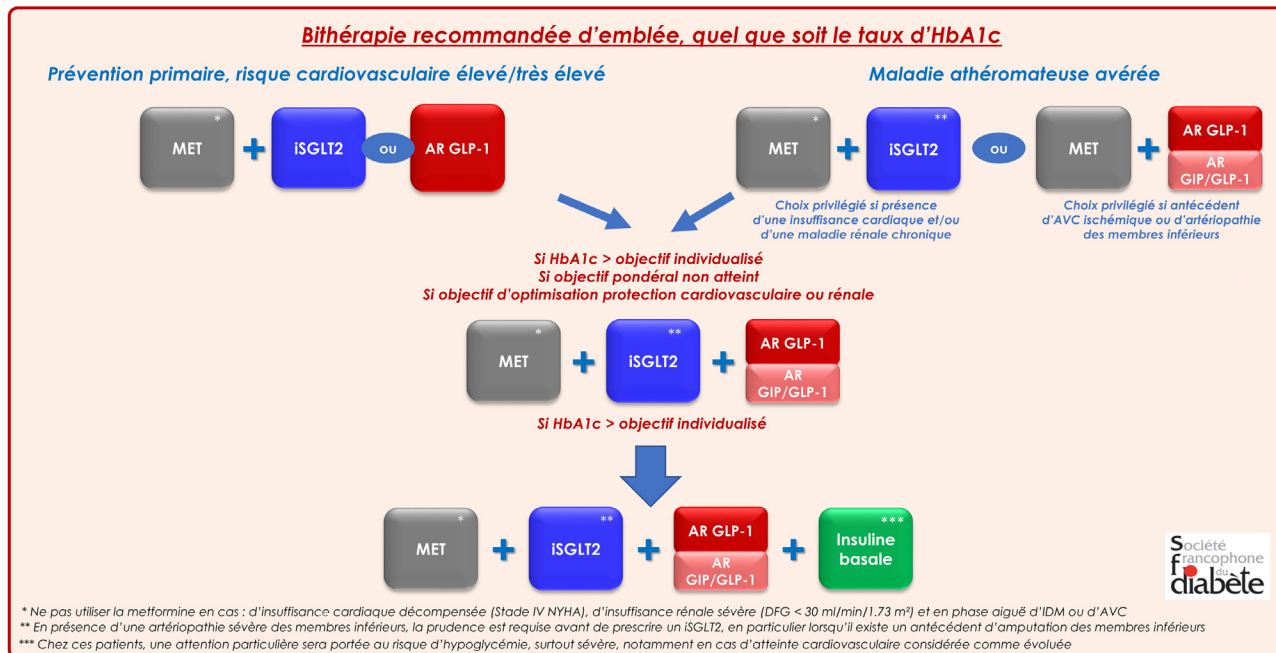 Bithérapie recommandée d'emblée, quel que soit le taux d'HbA1c
Prévention primaire, risque cardiovasculaire élevé/très élevé
Maladie athéromateuse avérée
MET *
+
iSGLT2
OU
AR GLP-1
MET *
+
iSGLT2 **
OU
MET
+
AR GLP-1
AR
GIP/GLP-1
Choix privilégié si présence
d'une insuffisance cardiaque et/ou
d'une maladie rénale chronique
Choix privilégié si antécédent
d'AVC ischémique ou d'artériopathie
des membres inférieurs
Si HbA1c > objectif individualisé
Si objectif pondéral non atteint
Si objectif d'optimisation protection cardiovasculaire ou rénale
MET *
+
iSGLT2 **
+
AR GLP-1
AR
GIP/GLP-1
Si HbA1c > objectif individualisé
MET *
+
iSGLT2 **
+
AR GLP-1
AR
GIP/GLP-1
+
Insuline
basale ***
Société
francophone
du
diabète
* Ne pas utiliser la metformine en cas : d'insuffisance cardiaque décompensée (Stade IV NYHA), d'insuffisance rénale sévère (DFG < 30 ml/min/1.73 m²) et en phase aiguë d'IDM ou d'AVC
** En présence d'une artériopathie sévère des membres inférieurs, la prudence est requise avant de prescrire un iSGLT2, en particulier lorsqu'il existe un antécédent d'amputation des membres inférieurs
*** Chez ces patients, une attention particulière sera portée au risque d'hypoglycémie, surtout sévère, notamment en cas d'atteinte cardiovasculaire considérée comme évoluée